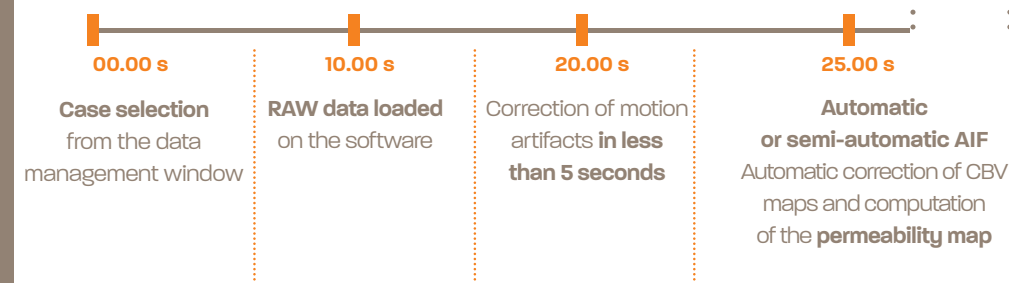 00.00 s
Case selection
from the data
management window
10.00 s
RAW data loaded
on the software
20.00 s
Correction of motion
artifacts in less
than 5 seconds
25.00 s
Automatic
or semi-automatic AIF
Automatic correction of CBV
maps and computation
of the permeability map